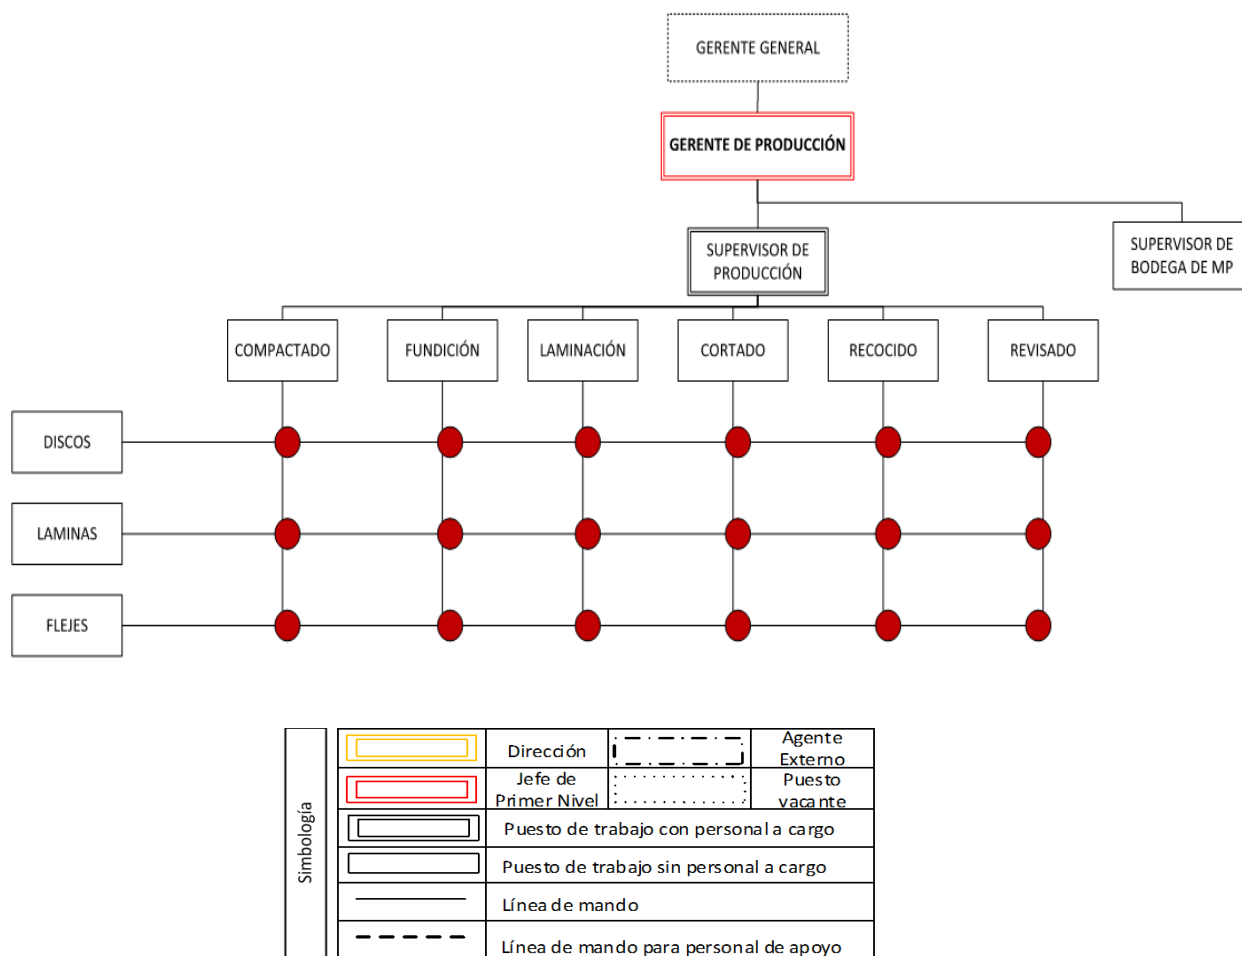 GERENTE GENERAL
GERENTE DE PRODUCCIÓN
SUPERVISOR DE
PRODUCCIÓN
SUPERVISOR DE
BODEGA DE MP
COMPACTADO
FUNDICIÓN
LAMINACIÓN
CORTADO
RECOCIDO
REVISADO
DISCOS
LAMINAS
FLEJES
Simbología
Dirección
Agente
Externo
Jefe de
Primer Nivel
Puesto
vacante
Puesto de trabajo con personal a cargo
Puesto de trabajo sin personal a cargo
Línea de mando
Línea de mando para personal de apoyo